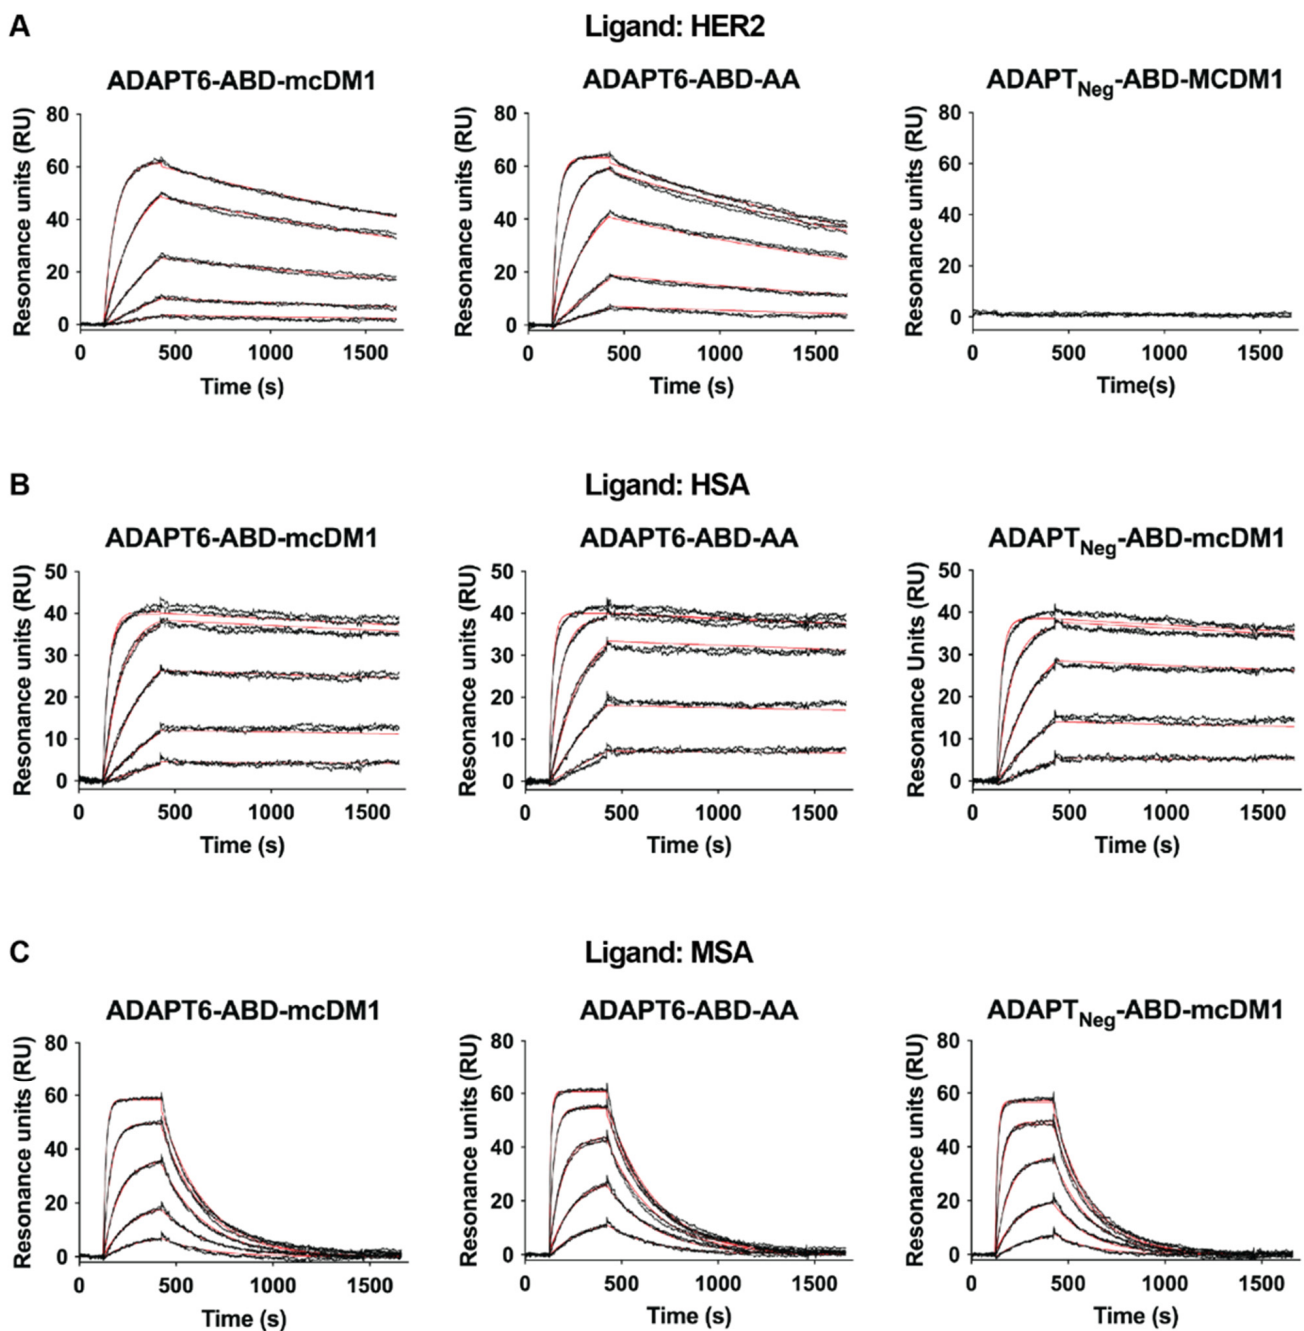 A
Ligand: HER2
ADAPT6-ABD-mcDM1
ADAPT6-ABD-AA
ADAPTNeg-ABD-MCDM1
Resonance units (RU)
80
60
40
20
0
0 500 1000 1500
Time (s)
Resonance units (RU)
80
60
40
20
0
0 500 1000 1500
Time (s)
Resonance units (RU)
80
60
40
20
0
0 500 1000 1500
Time(s)
B
Ligand: HSA
ADAPT6-ABD-mcDM1
ADAPT6-ABD-AA
ADAPTNeg-ABD-mcDM1
Resonance units (RU)
50
40
30
20
10
0
0 500 1000 1500
Time (s)
Resonance units (RU)
50
40
30
20
10
0
0 500 1000 1500
Time (s)
Resonance Units (RU)
50
40
30
20
10
0
0 500 1000 1500
Time (s)
C
Ligand: MSA
ADAPT6-ABD-mcDM1
ADAPT6-ABD-AA
ADAPTNeg-ABD-mcDM1
Resonance units (RU)
80
60
40
20
0
0 500 1000 1500
Time (s)
Resonance units (RU)
80
60
40
20
0
0 500 1000 1500
Time (s)
Resonance units (RU)
80
60
40
20
0
0 500 1000 1500
Time (s)